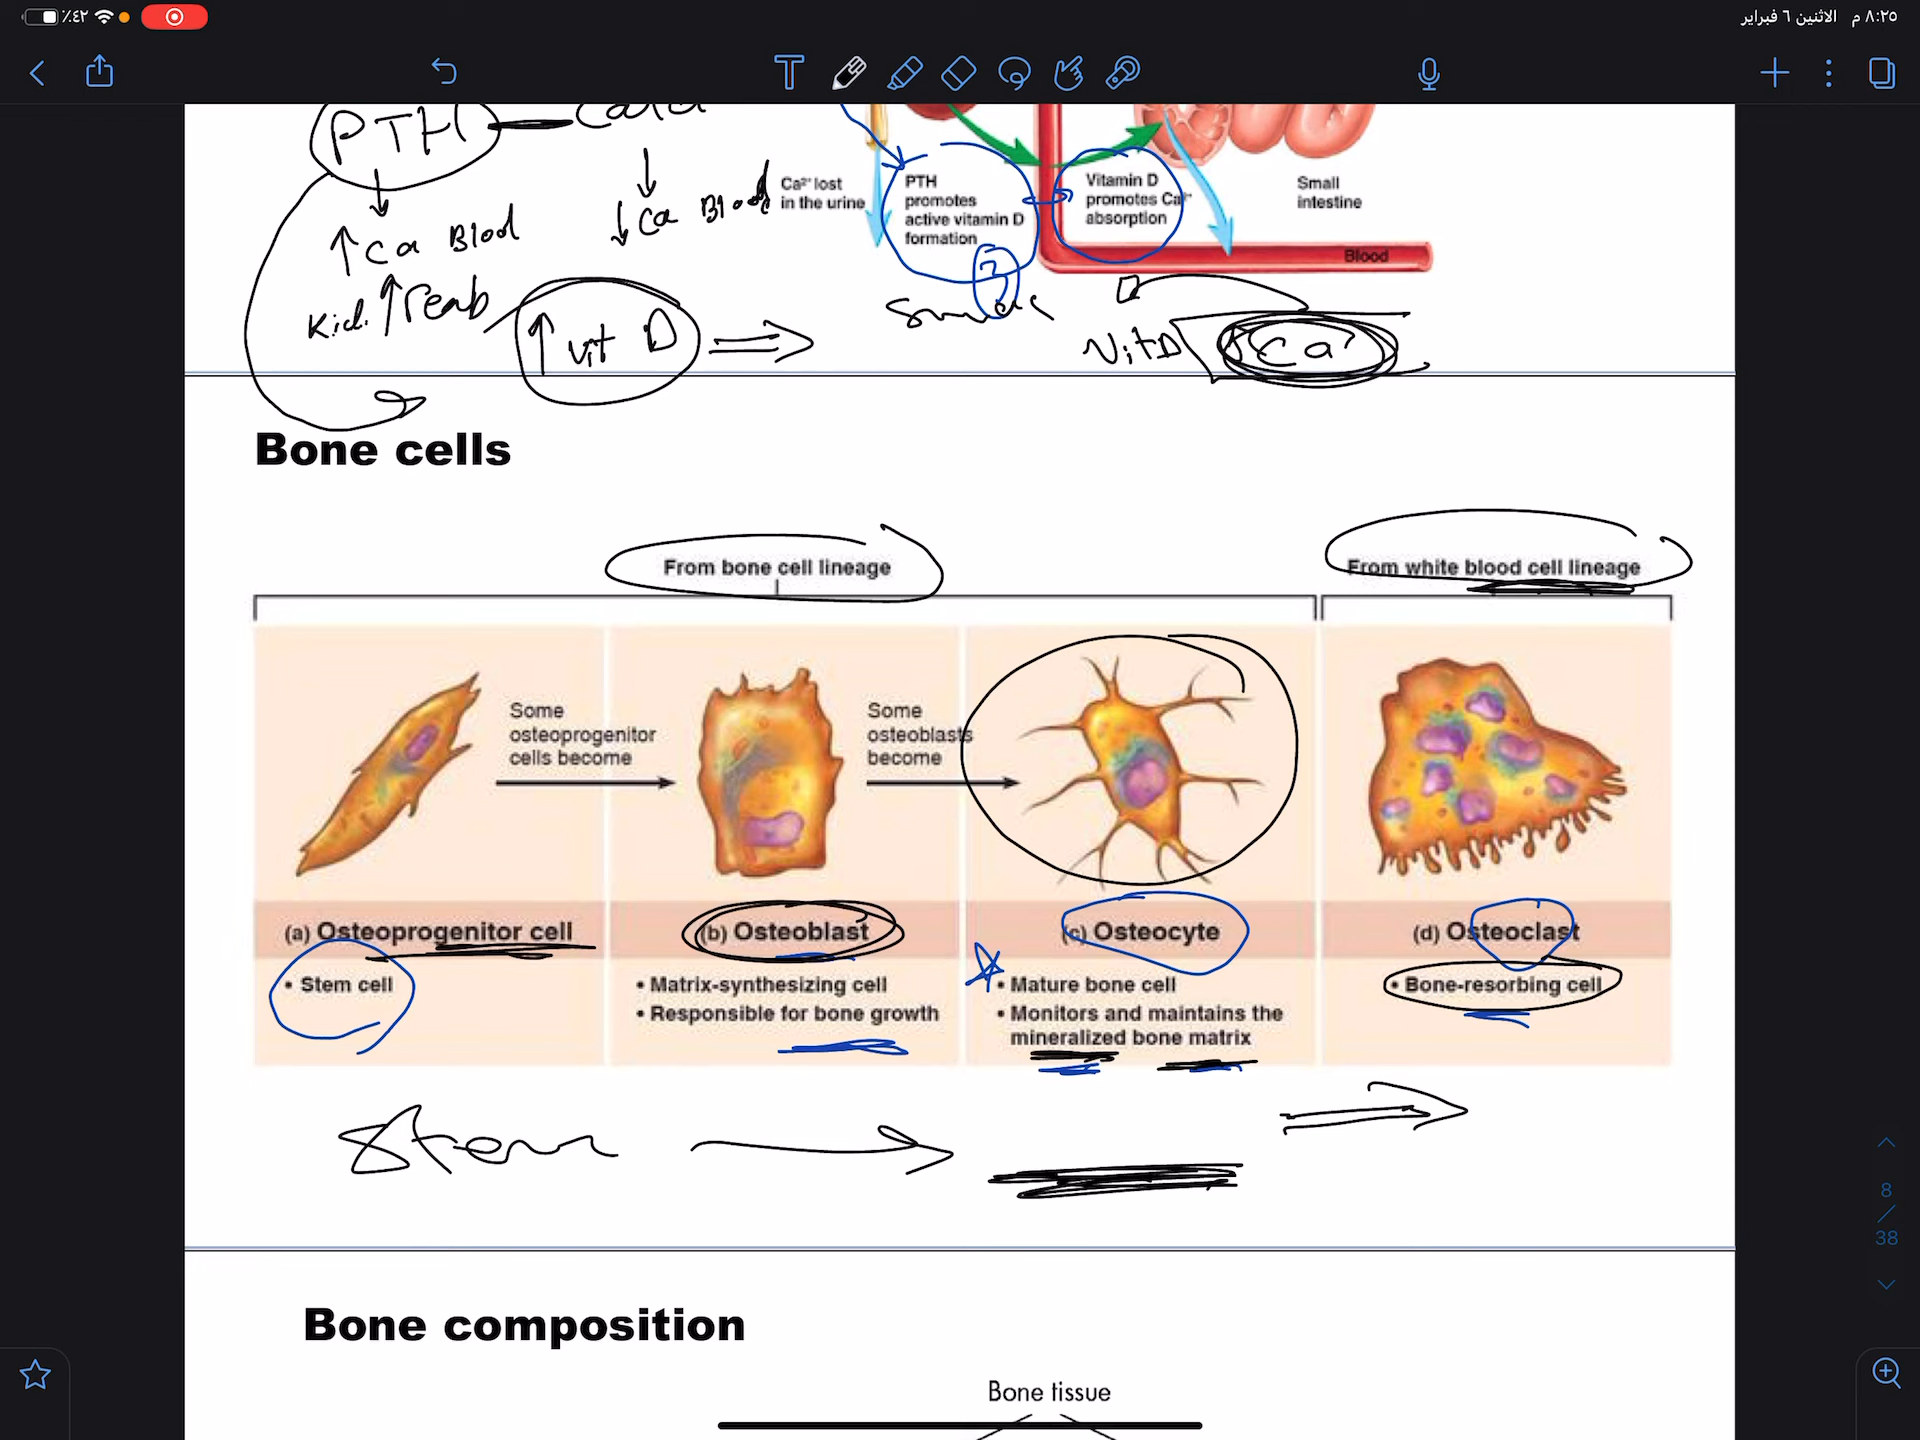 ٪٤٢
٨:٢٥ م الاثنين ٦ فبراير
PTH
↓
↑ Ca Blood
Kid. ↑ reab
↑ vit D
↓
↓ Ca Blood
Ca²⁺ lost
in the urine
PTH
promotes
active vitamin D
formation
Vitamin D
promotes Ca²⁺
absorption
Small
intestine
Blood
Vit D
Ca
Bone cells
From bone cell lineage
From white blood cell lineage
Some
osteoprogenitor
cells become
Some
osteoblasts
become
(a) Osteoprogenitor cell
(b) Osteoblast
(c) Osteocyte
(d) Osteoclast
• Stem cell
• Matrix-synthesizing cell
• Responsible for bone growth
• Mature bone cell
• Monitors and maintains the
mineralized bone matrix
• Bone-resorbing cell
Stem
8
/
38
Bone composition
Bone tissue